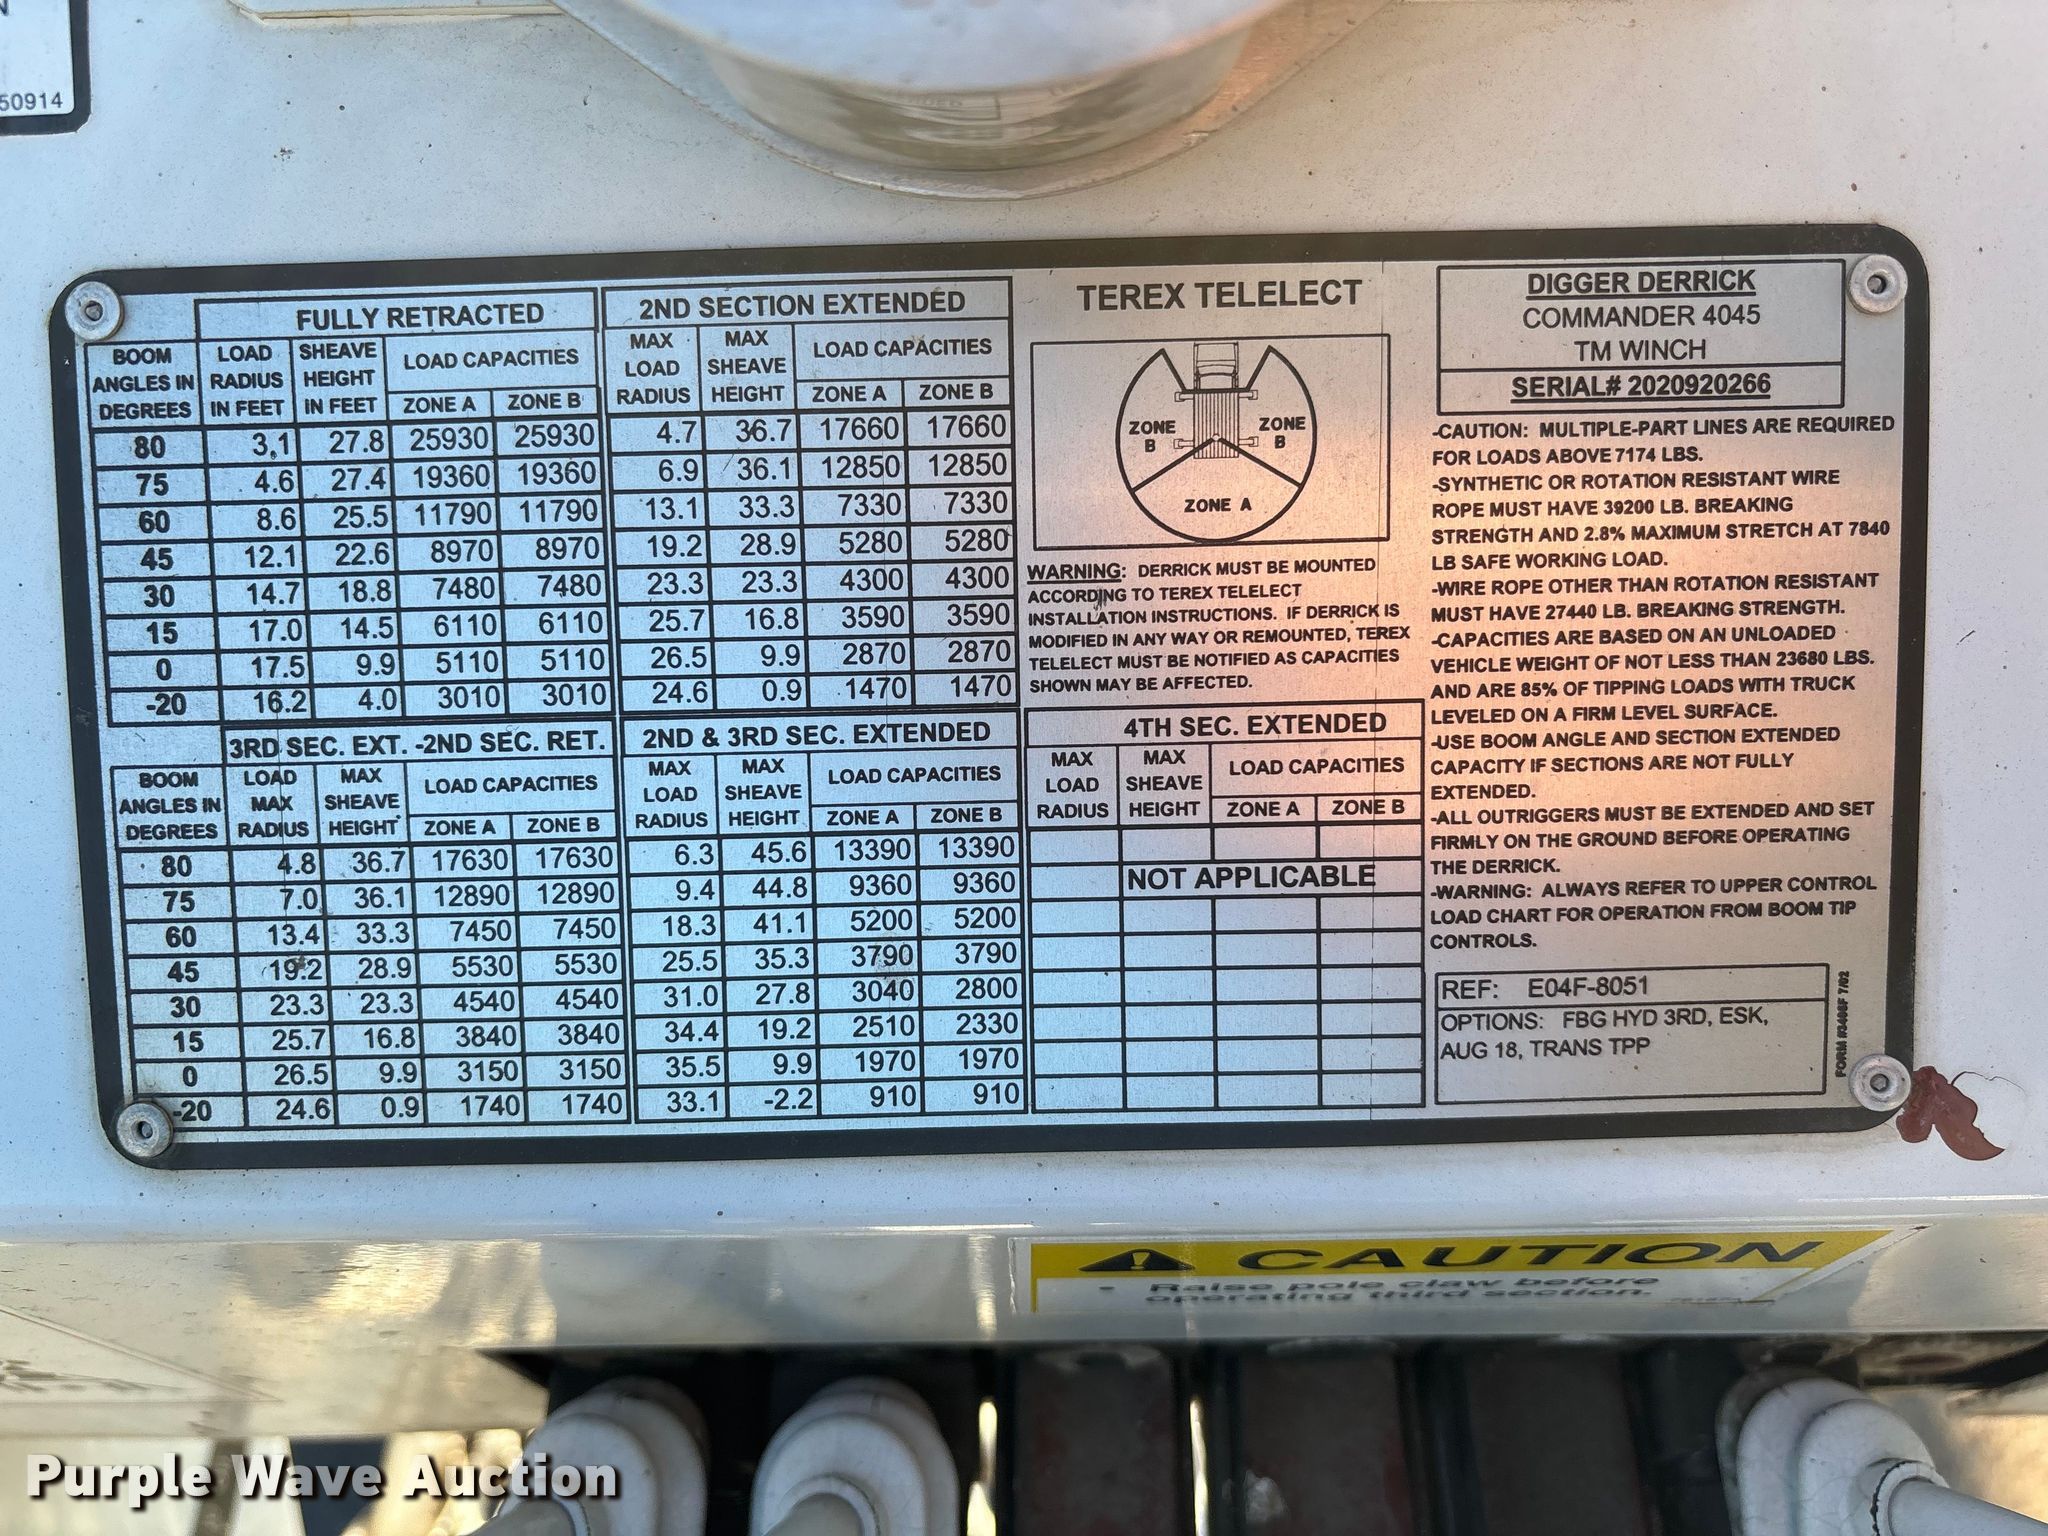 N
50914
FULLY RETRACTED
BOOM ANGLES IN DEGREES | LOAD RADIUS IN FEET | SHEAVE HEIGHT IN FEET | LOAD CAPACITIES
ZONE A | ZONE B
80 3.1 27.8 25930 25930
75 4.6 27.4 19360 19360
60 8.6 25.5 11790 11790
45 12.1 22.6 8970 8970
30 14.7 18.8 7480 7480
15 17.0 14.5 6110 6110
0 17.5 9.9 5110 5110
-20 16.2 4.0 3010 3010
2ND SECTION EXTENDED
MAX LOAD RADIUS | MAX SHEAVE HEIGHT | LOAD CAPACITIES
ZONE A | ZONE B
4.7 36.7 17660 17660
6.9 36.1 12850 12850
13.1 33.3 7330 7330
19.2 28.9 5280 5280
23.3 23.3 4300 4300
25.7 16.8 3590 3590
26.5 9.9 2870 2870
24.6 0.9 1470 1470
3RD SEC. EXT. -2ND SEC. RET.
BOOM ANGLES IN DEGREES | LOAD MAX RADIUS | MAX SHEAVE HEIGHT | LOAD CAPACITIES
ZONE A | ZONE B
80 4.8 36.7 17630 17630
75 7.0 36.1 12890 12890
60 13.4 33.3 7450 7450
45 19.2 28.9 5530 5530
30 23.3 23.3 4540 4540
15 25.7 16.8 3840 3840
0 26.5 9.9 3150 3150
-20 24.6 0.9 1740 1740
2ND & 3RD SEC. EXTENDED
MAX LOAD RADIUS | MAX SHEAVE HEIGHT | LOAD CAPACITIES
ZONE A | ZONE B
6.3 45.6 13390 13390
9.4 44.8 9360 9360
18.3 41.1 5200 5200
25.5 35.3 3790 3790
31.0 27.8 3040 2800
34.4 19.2 2510 2330
35.5 9.9 1970 1970
33.1 -2.2 910 910
TEREX TELELECT
ZONE B
ZONE B
ZONE A
WARNING: DERRICK MUST BE MOUNTED
ACCORDING TO TEREX TELELECT
INSTALLATION INSTRUCTIONS. IF DERRICK IS
MODIFIED IN ANY WAY OR REMOUNTED, TEREX
TELELECT MUST BE NOTIFIED AS CAPACITIES
SHOWN MAY BE AFFECTED.
4TH SEC. EXTENDED
MAX LOAD RADIUS | MAX SHEAVE HEIGHT | LOAD CAPACITIES
ZONE A | ZONE B
NOT APPLICABLE
DIGGER DERRICK
COMMANDER 4045
TM WINCH
SERIAL# 2020920266
-CAUTION: MULTIPLE-PART LINES ARE REQUIRED
FOR LOADS ABOVE 7174 LBS.
-SYNTHETIC OR ROTATION RESISTANT WIRE
ROPE MUST HAVE 39200 LB. BREAKING
STRENGTH AND 2.8% MAXIMUM STRETCH AT 7840
LB SAFE WORKING LOAD.
-WIRE ROPE OTHER THAN ROTATION RESISTANT
MUST HAVE 27440 LB. BREAKING STRENGTH.
-CAPACITIES ARE BASED ON AN UNLOADED
VEHICLE WEIGHT OF NOT LESS THAN 23680 LBS.
AND ARE 85% OF TIPPING LOADS WITH TRUCK
LEVELED ON A FIRM LEVEL SURFACE.
-USE BOOM ANGLE AND SECTION EXTENDED
CAPACITY IF SECTIONS ARE NOT FULLY
EXTENDED.
-ALL OUTRIGGERS MUST BE EXTENDED AND SET
FIRMLY ON THE GROUND BEFORE OPERATING
THE DERRICK.
-WARNING: ALWAYS REFER TO UPPER CONTROL
LOAD CHART FOR OPERATION FROM BOOM TIP
CONTROLS.
REF: E04F-8051
OPTIONS: FBG HYD 3RD, ESK,
AUG 18, TRANS TPP
CAUTION
• Raise pole claw before
operating third section.
Purple Wave Auction